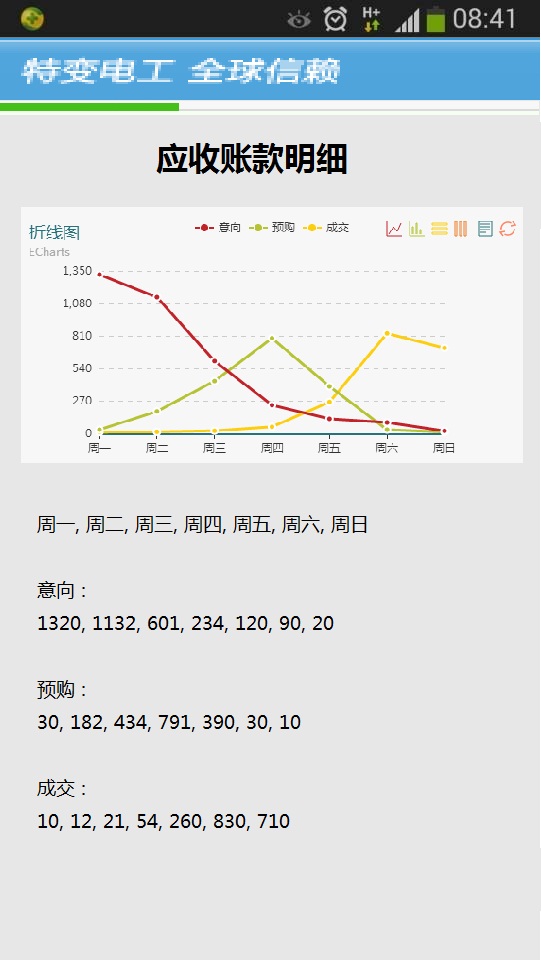 H+ 08:41
特变电工 全球信赖
应收账款明细
折线图
ECharts
意向 预购 成交
1,350
1,080
810
540
270
0
周一 周二 周三 周四 周五 周六 周日
周一, 周二, 周三, 周四, 周五, 周六, 周日
意向：
1320, 1132, 601, 234, 120, 90, 20
预购：
30, 182, 434, 791, 390, 30, 10
成交：
10, 12, 21, 54, 260, 830, 710